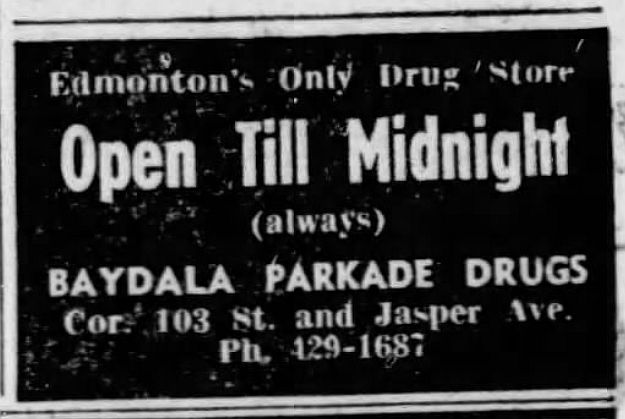 Edmonton's Only Drug Store
Open Till Midnight
(always)
BAYDALA PARKADE DRUGS
Cor. 103 St. and Jasper Ave.
Ph. 429-1687